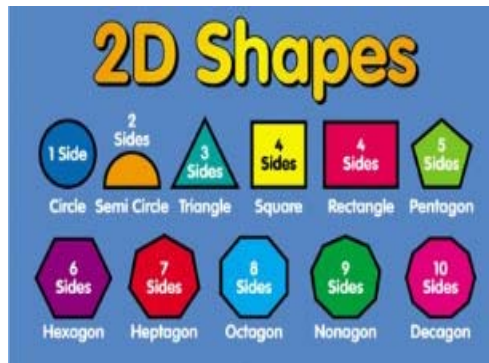 2D Shapes
1 Side
2
Sides
3
Sides
4
Sides
4
Sides
5
Sides
Circle Semi Circle Triangle Square Rectangle Pentagon
6
Sides
7
Sides
8
Sides
9
Sides
10
Sides
Hexagon Heptagon Octagon Nonagon Decagon